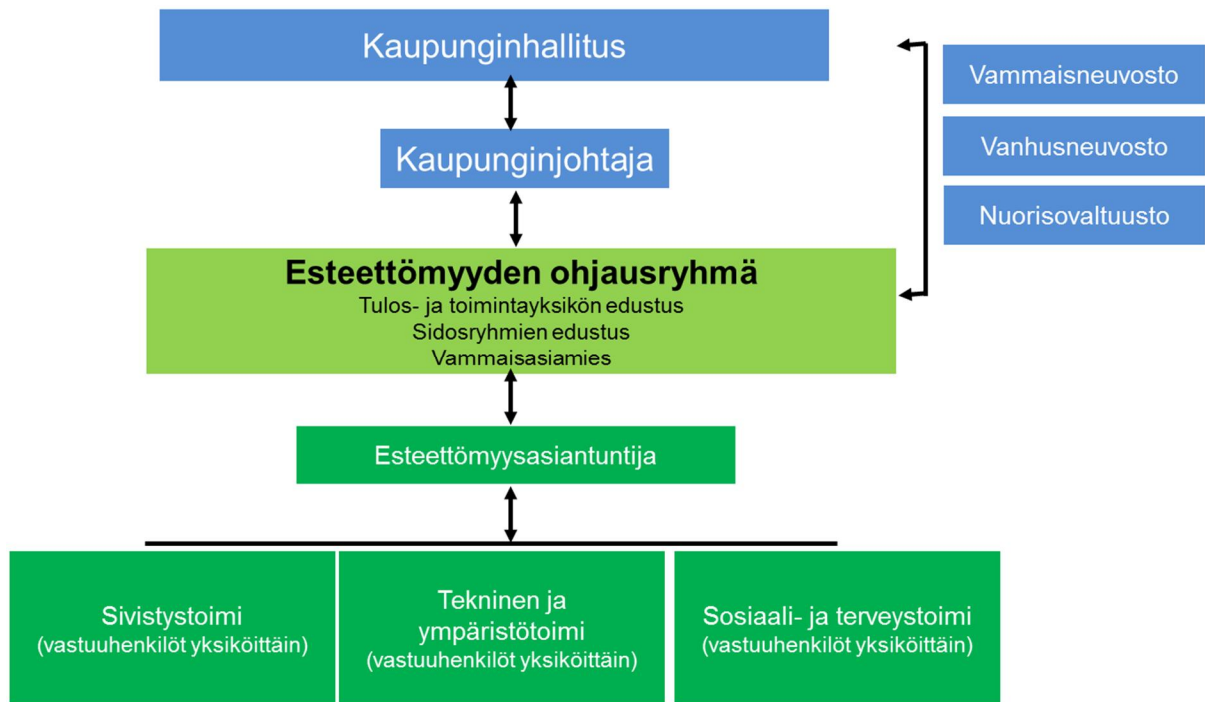 Kaupunginhallitus
Vammaisneuvosto
Vanhusneuvosto
Nuorisovaltuusto
Kaupunginjohtaja
Esteettömyyden ohjausryhmä
Tulos- ja toimintayksikön edustus
Sidosryhmien edustus
Vammaisasiamies
Esteettömyysasiantuntija
Sivistystoimi
(vastuuhenkilöt yksiköittäin)
Tekninen ja
ympäristötoimi
(vastuuhenkilöt yksiköittäin)
Sosiaali- ja terveystoimi
(vastuuhenkilöt yksiköittäin)